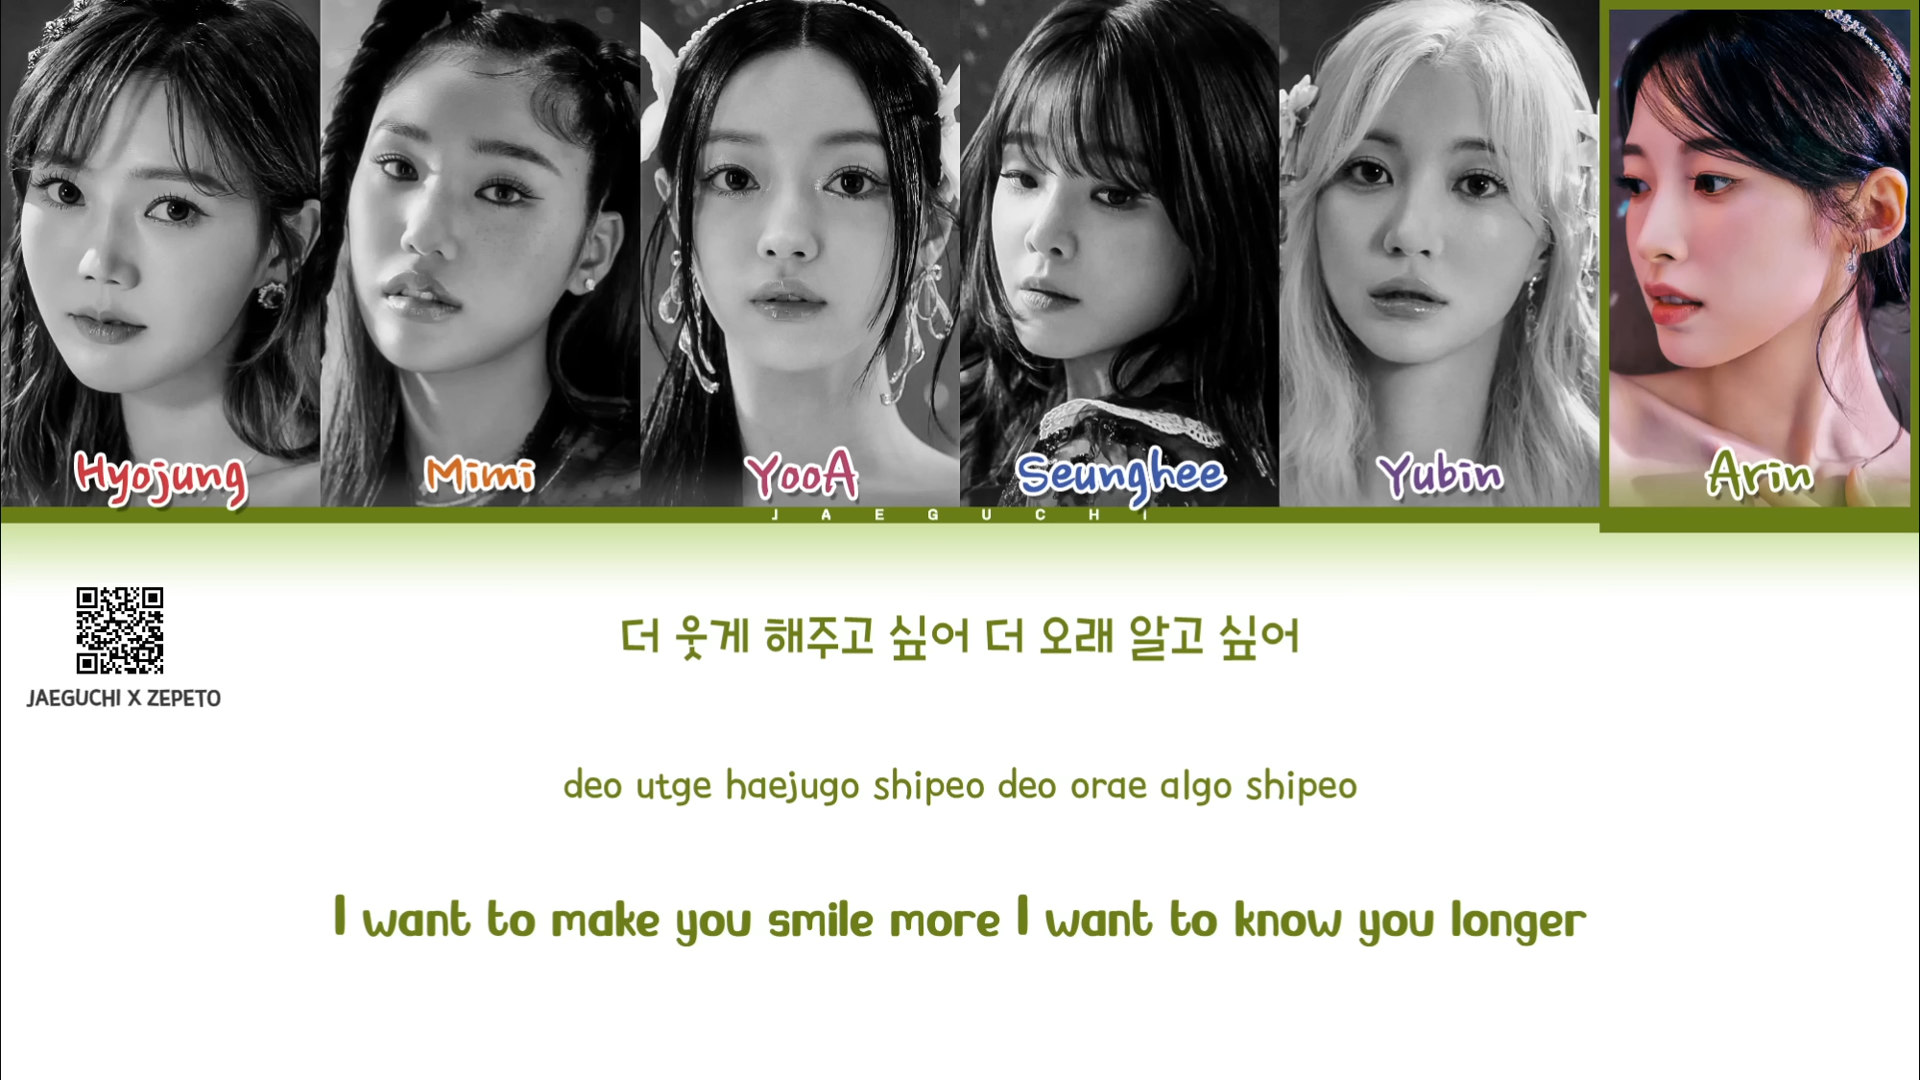 Hyojung
Mimi
YooA
Seunghee
Yubin
Arin
JAEGUCHI
JAEGUCHI X ZEPETO
더 웃게 해주고 싶어 더 오래 알고 싶어
deo utge haejugo shipeo deo orae algo shipeo
I want to make you smile more I want to know you longer